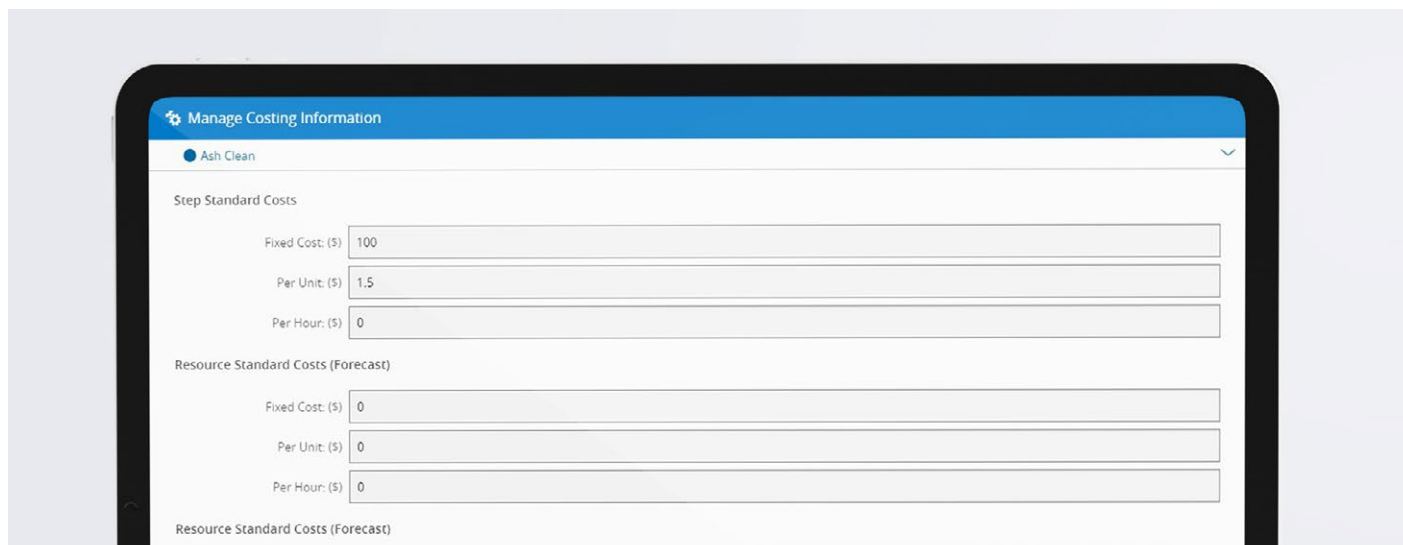 Manage Costing Information
Ash Clean
Step Standard Costs
Fixed Cost: ($) 100
Per Unit: ($) 1.5
Per Hour: ($) 0
Resource Standard Costs (Forecast)
Fixed Cost: ($) 0
Per Unit: ($) 0
Per Hour: ($) 0
Resource Standard Costs (Forecast)